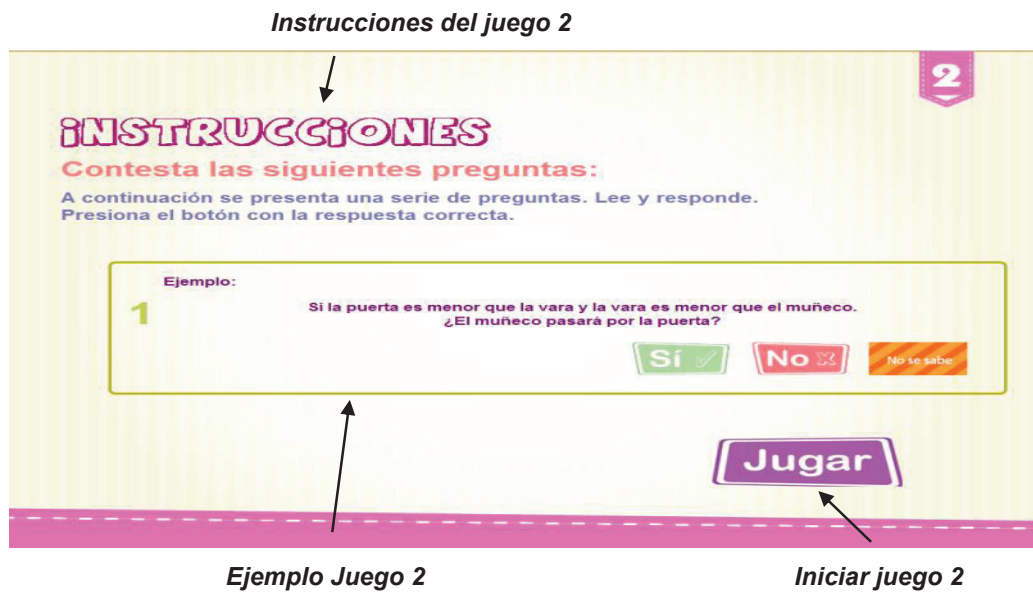 Instrucciones del juego 2
2
INSTRUCCIONES
Contesta las siguientes preguntas:
A continuación se presenta una serie de preguntas. Lee y responde.
Presiona el botón con la respuesta correcta.
Ejemplo:
1
Si la puerta es menor que la vara y la vara es menor que el muñeco.
¿El muñeco pasará por la puerta?
Sí
No
No se sabe
Jugar
Ejemplo Juego 2
Iniciar juego 2